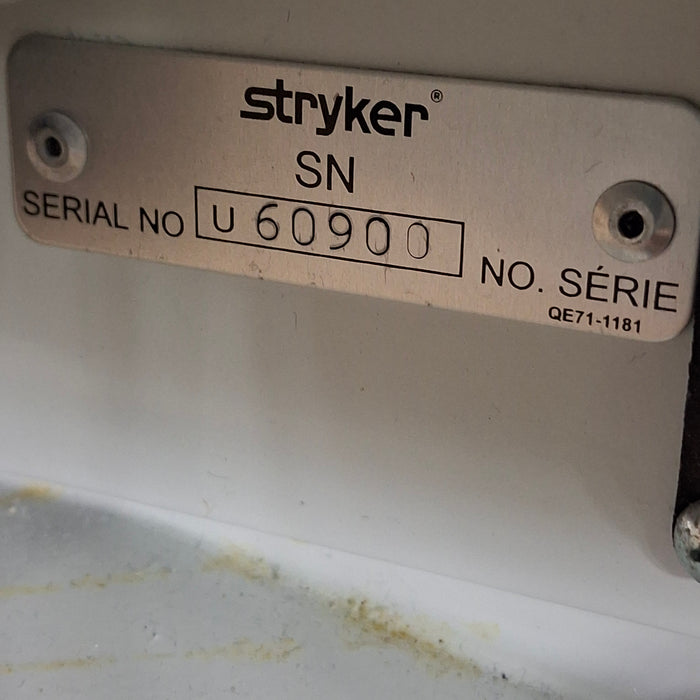 stryker®
SN
SERIAL NO U 60900 NO. SÉRIE
QE71-1181